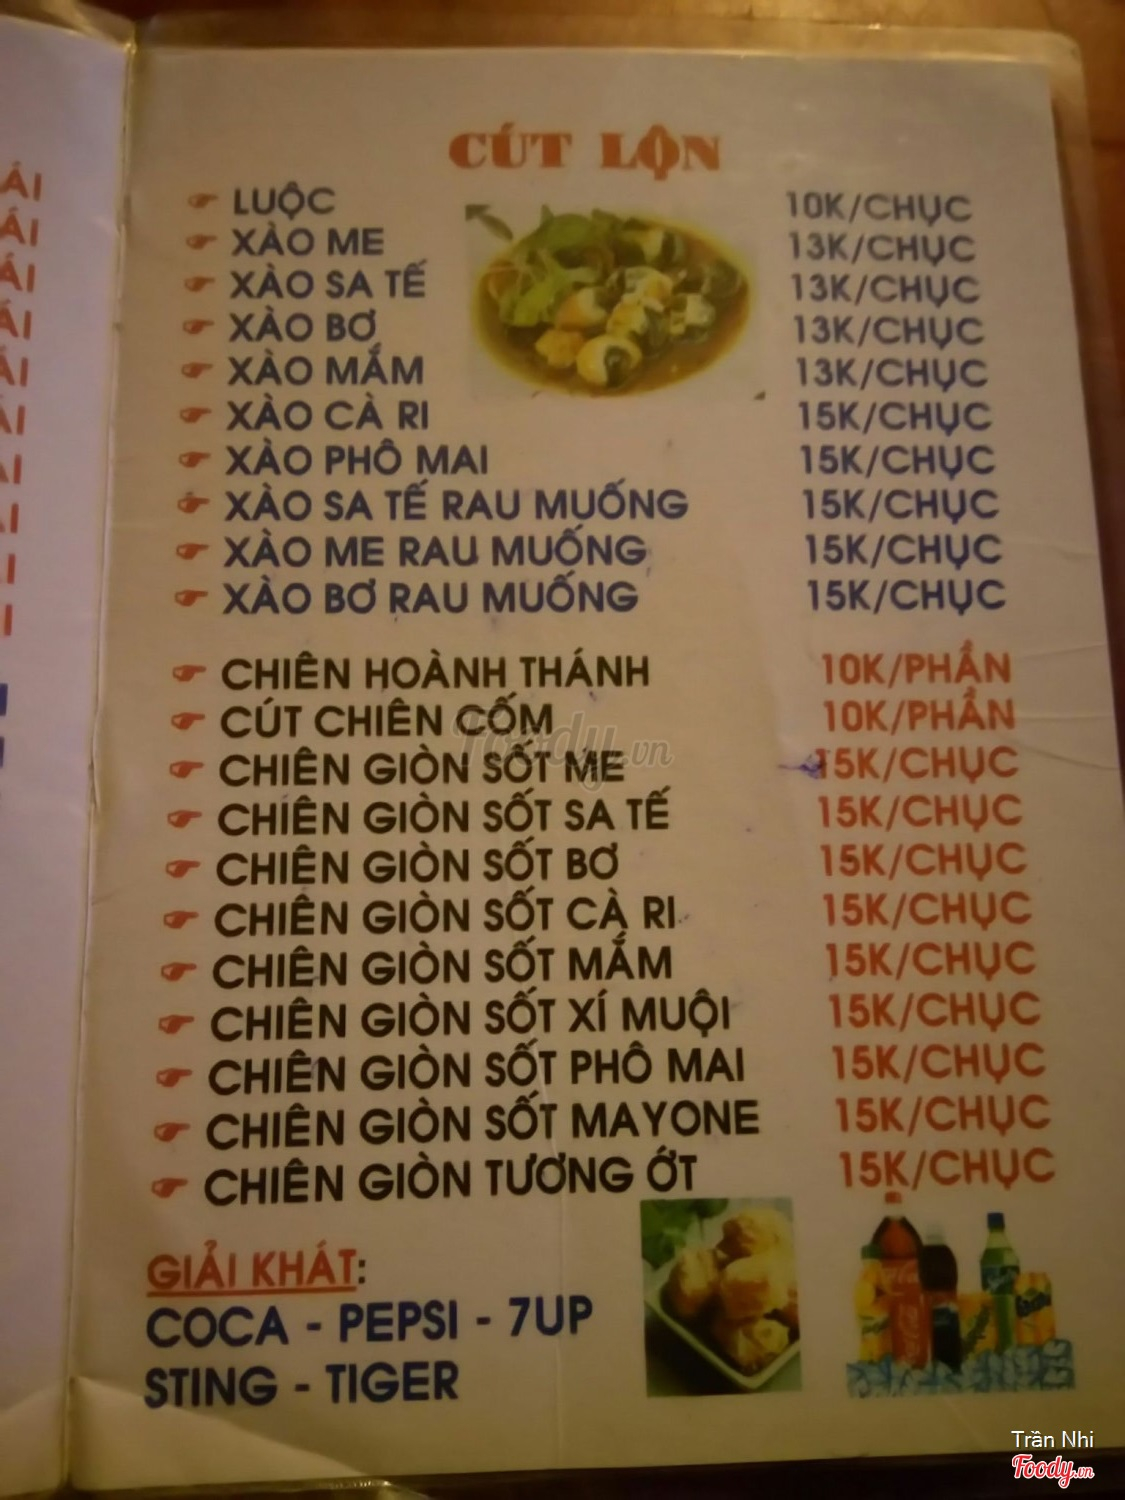 CÚT LỘN
LUỘC 10K/CHỤC
XÀO ME 13K/CHỤC
XÀO SA TẾ 13K/CHỤC
XÀO BƠ 13K/CHỤC
XÀO MẮM 13K/CHỤC
XÀO CÀ RI 15K/CHỤC
XÀO PHÔ MAI 15K/CHỤC
XÀO SA TẾ RAU MUỐNG 15K/CHỤC
XÀO ME RAU MUỐNG 15K/CHỤC
XÀO BƠ RAU MUỐNG 15K/CHỤC
CHIÊN HOÀNH THÁNH 10K/PHẦN
CÚT CHIÊN CỐM 10K/PHẦN
CHIÊN GIÒN SỐT ME 15K/CHỤC
CHIÊN GIÒN SỐT SA TẾ 15K/CHỤC
CHIÊN GIÒN SỐT BƠ 15K/CHỤC
CHIÊN GIÒN SỐT CÀ RI 15K/CHỤC
CHIÊN GIÒN SỐT MẮM 15K/CHỤC
CHIÊN GIÒN SỐT XÍ MUỘI 15K/CHỤC
CHIÊN GIÒN SỐT PHÔ MAI 15K/CHỤC
CHIÊN GIÒN SỐT MAYONE 15K/CHỤC
CHIÊN GIÒN TƯƠNG ỚT 15K/CHỤC
GIẢI KHÁT:
COCA - PEPSI - 7UP
STING - TIGER
Foody.vn
Trần Nhi
Foody.vn